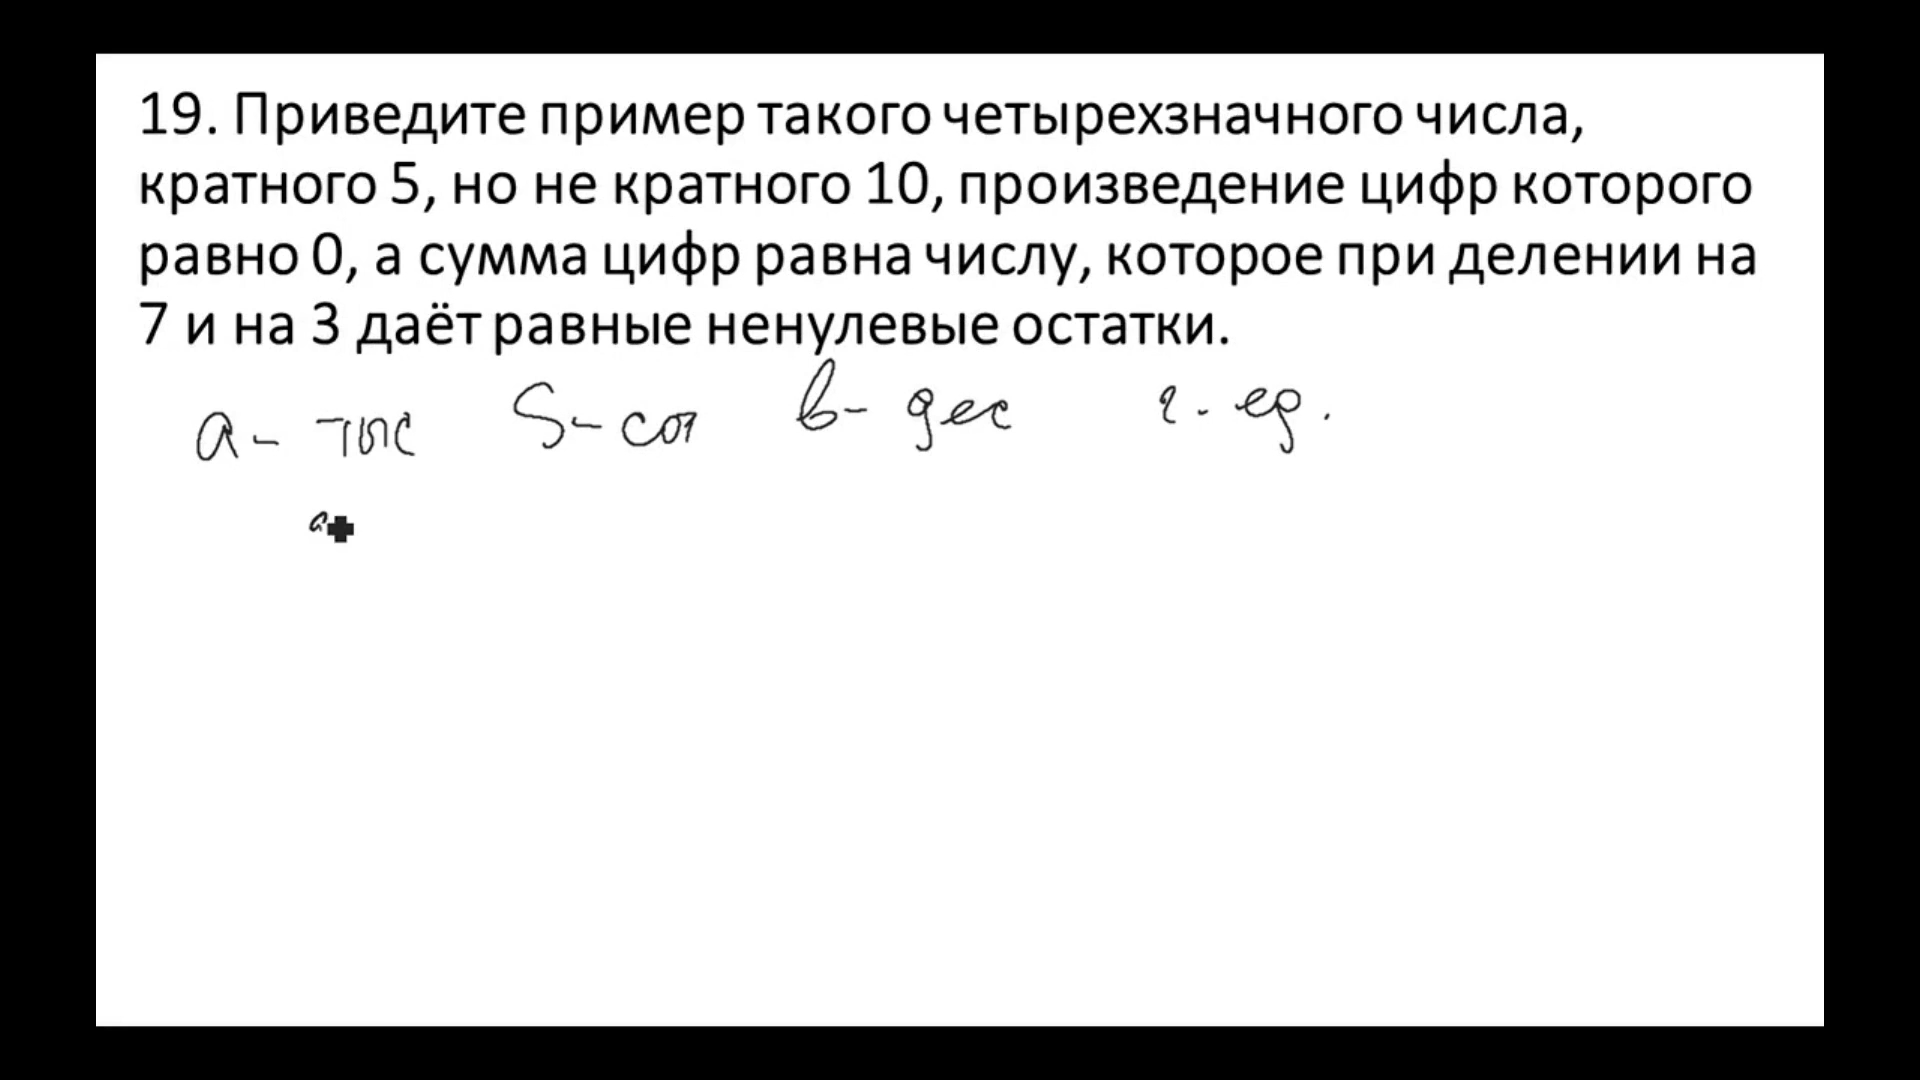 19. Приведите пример такого четырехзначного числа,
кратного 5, но не кратного 10, произведение цифр которого
равно 0, а сумма цифр равна числу, которое при делении на
7 и на 3 даёт равные ненулевые остатки.
а - тыс б - сот в - дес г - ед.
а